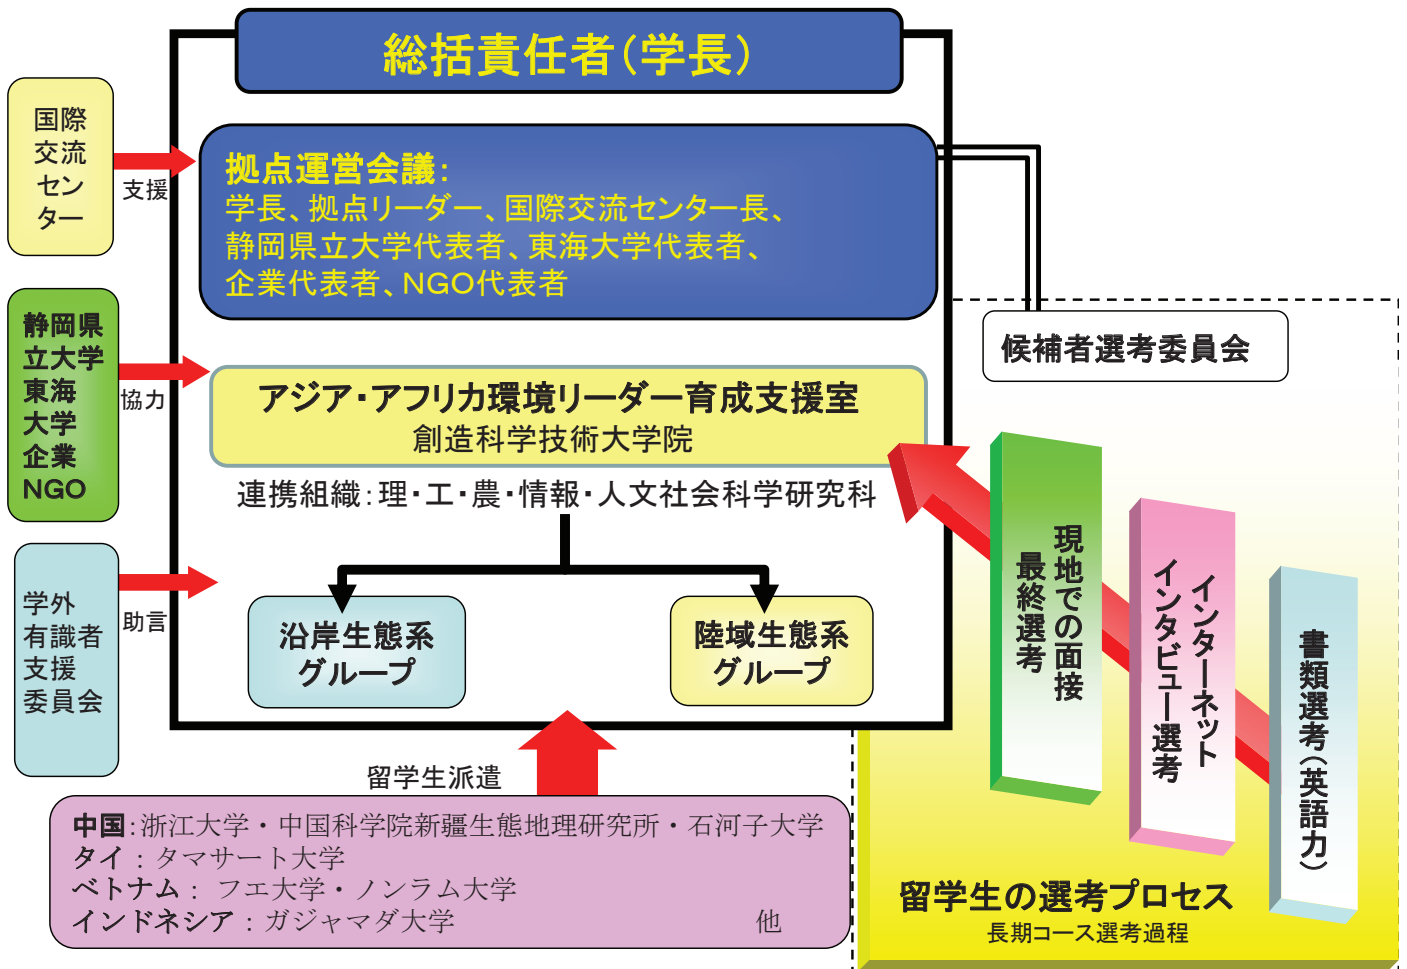 総括責任者（学長）
国際
交流
セン
ター
支援
拠点運営会議：
学長、拠点リーダー、国際交流センター長、
静岡県立大学代表者、東海大学代表者、
企業代表者、NGO代表者
静岡県
立大学
東海
大学
企業
NGO
協力
候補者選考委員会
アジア・アフリカ環境リーダー育成支援室
創造科学技術大学院
連携組織：理・工・農・情報・人文社会科学研究科
学外
有識者
支援
委員会
助言
沿岸生態系
グループ
陸域生態系
グループ
現地での面接
最終選考
インターネット
インタビュー選考
書類選考（英語力）
留学生派遣
中国：浙江大学・中国科学院新疆生態地理研究所・石河子大学
タイ：タマサート大学
ベトナム： フエ大学・ノンラム大学
インドネシア：ガジャマダ大学 他
留学生の選考プロセス
長期コース選考過程